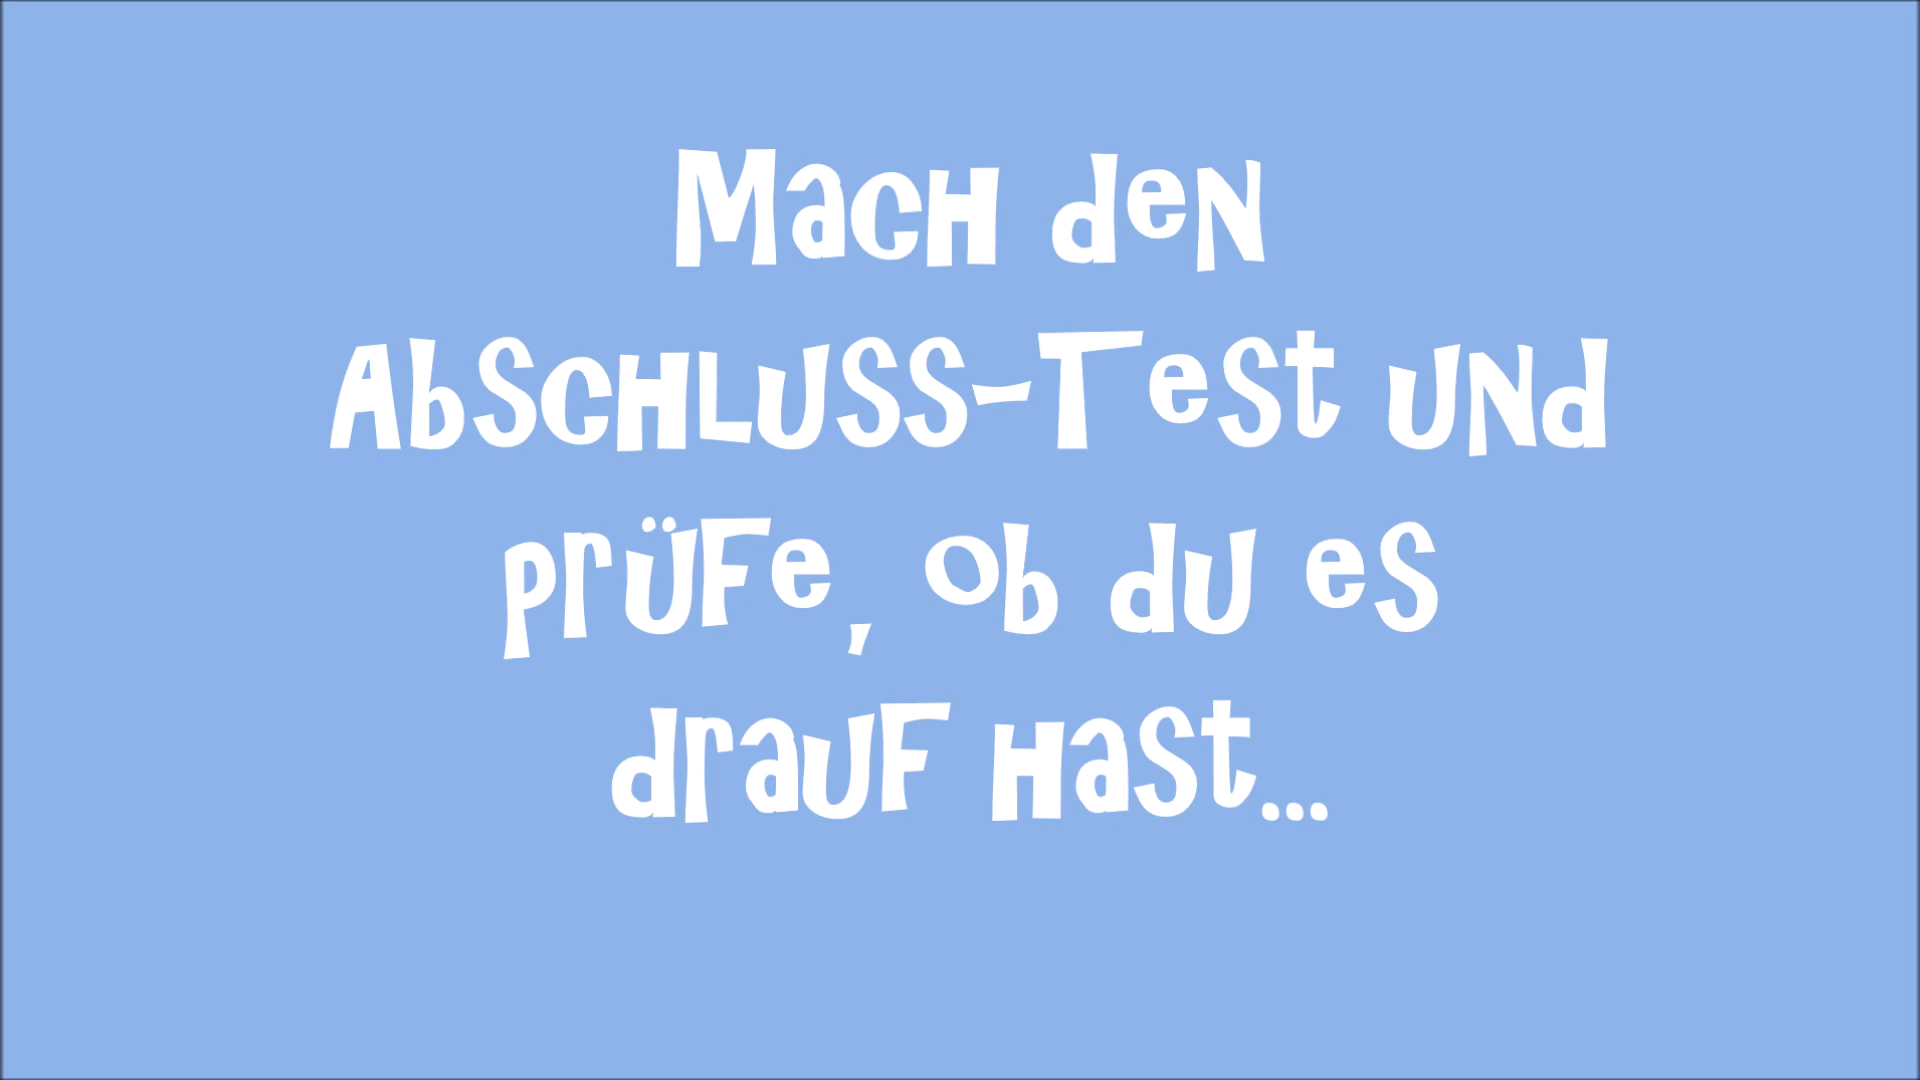 Mach den
Abschluss-Test und
prüfe, ob du es
drauf hast...